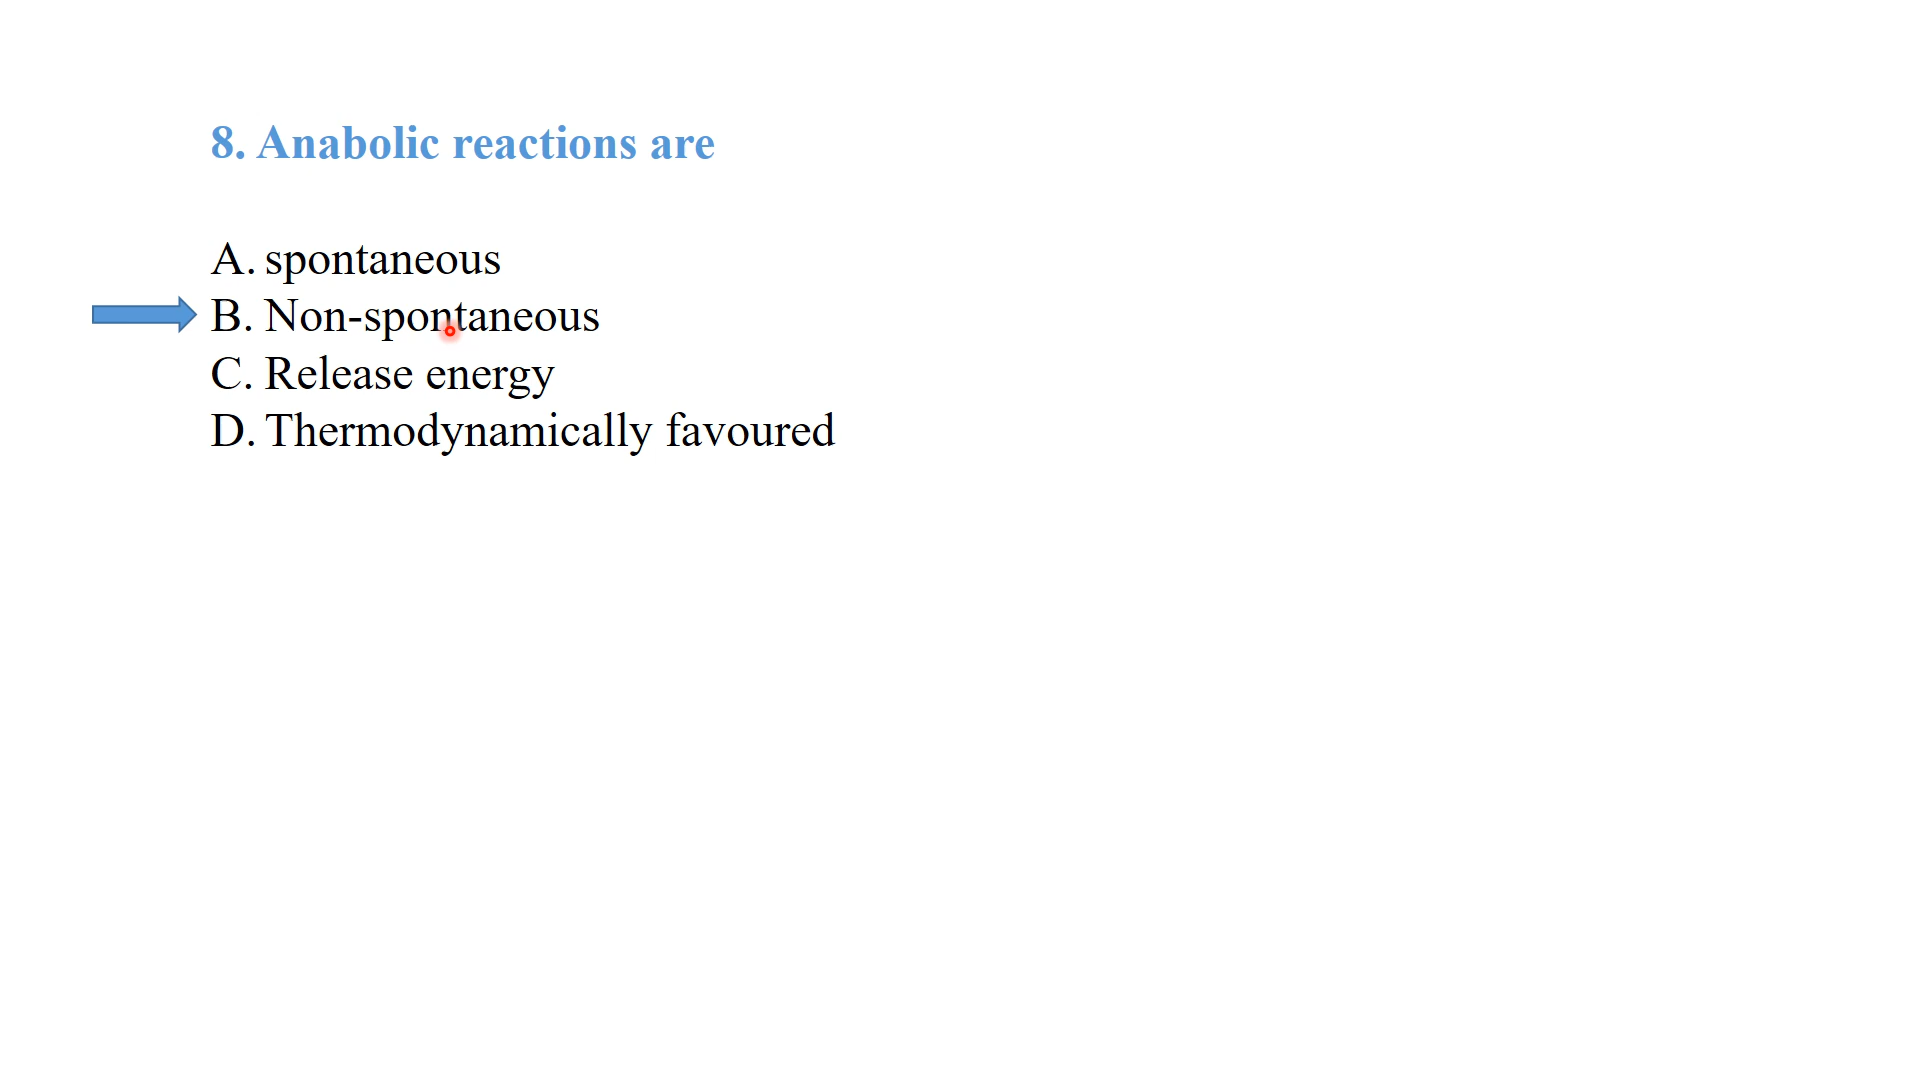 8. Anabolic reactions are
A. spontaneous
B. Non-spontaneous
C. Release energy
D. Thermodynamically favoured